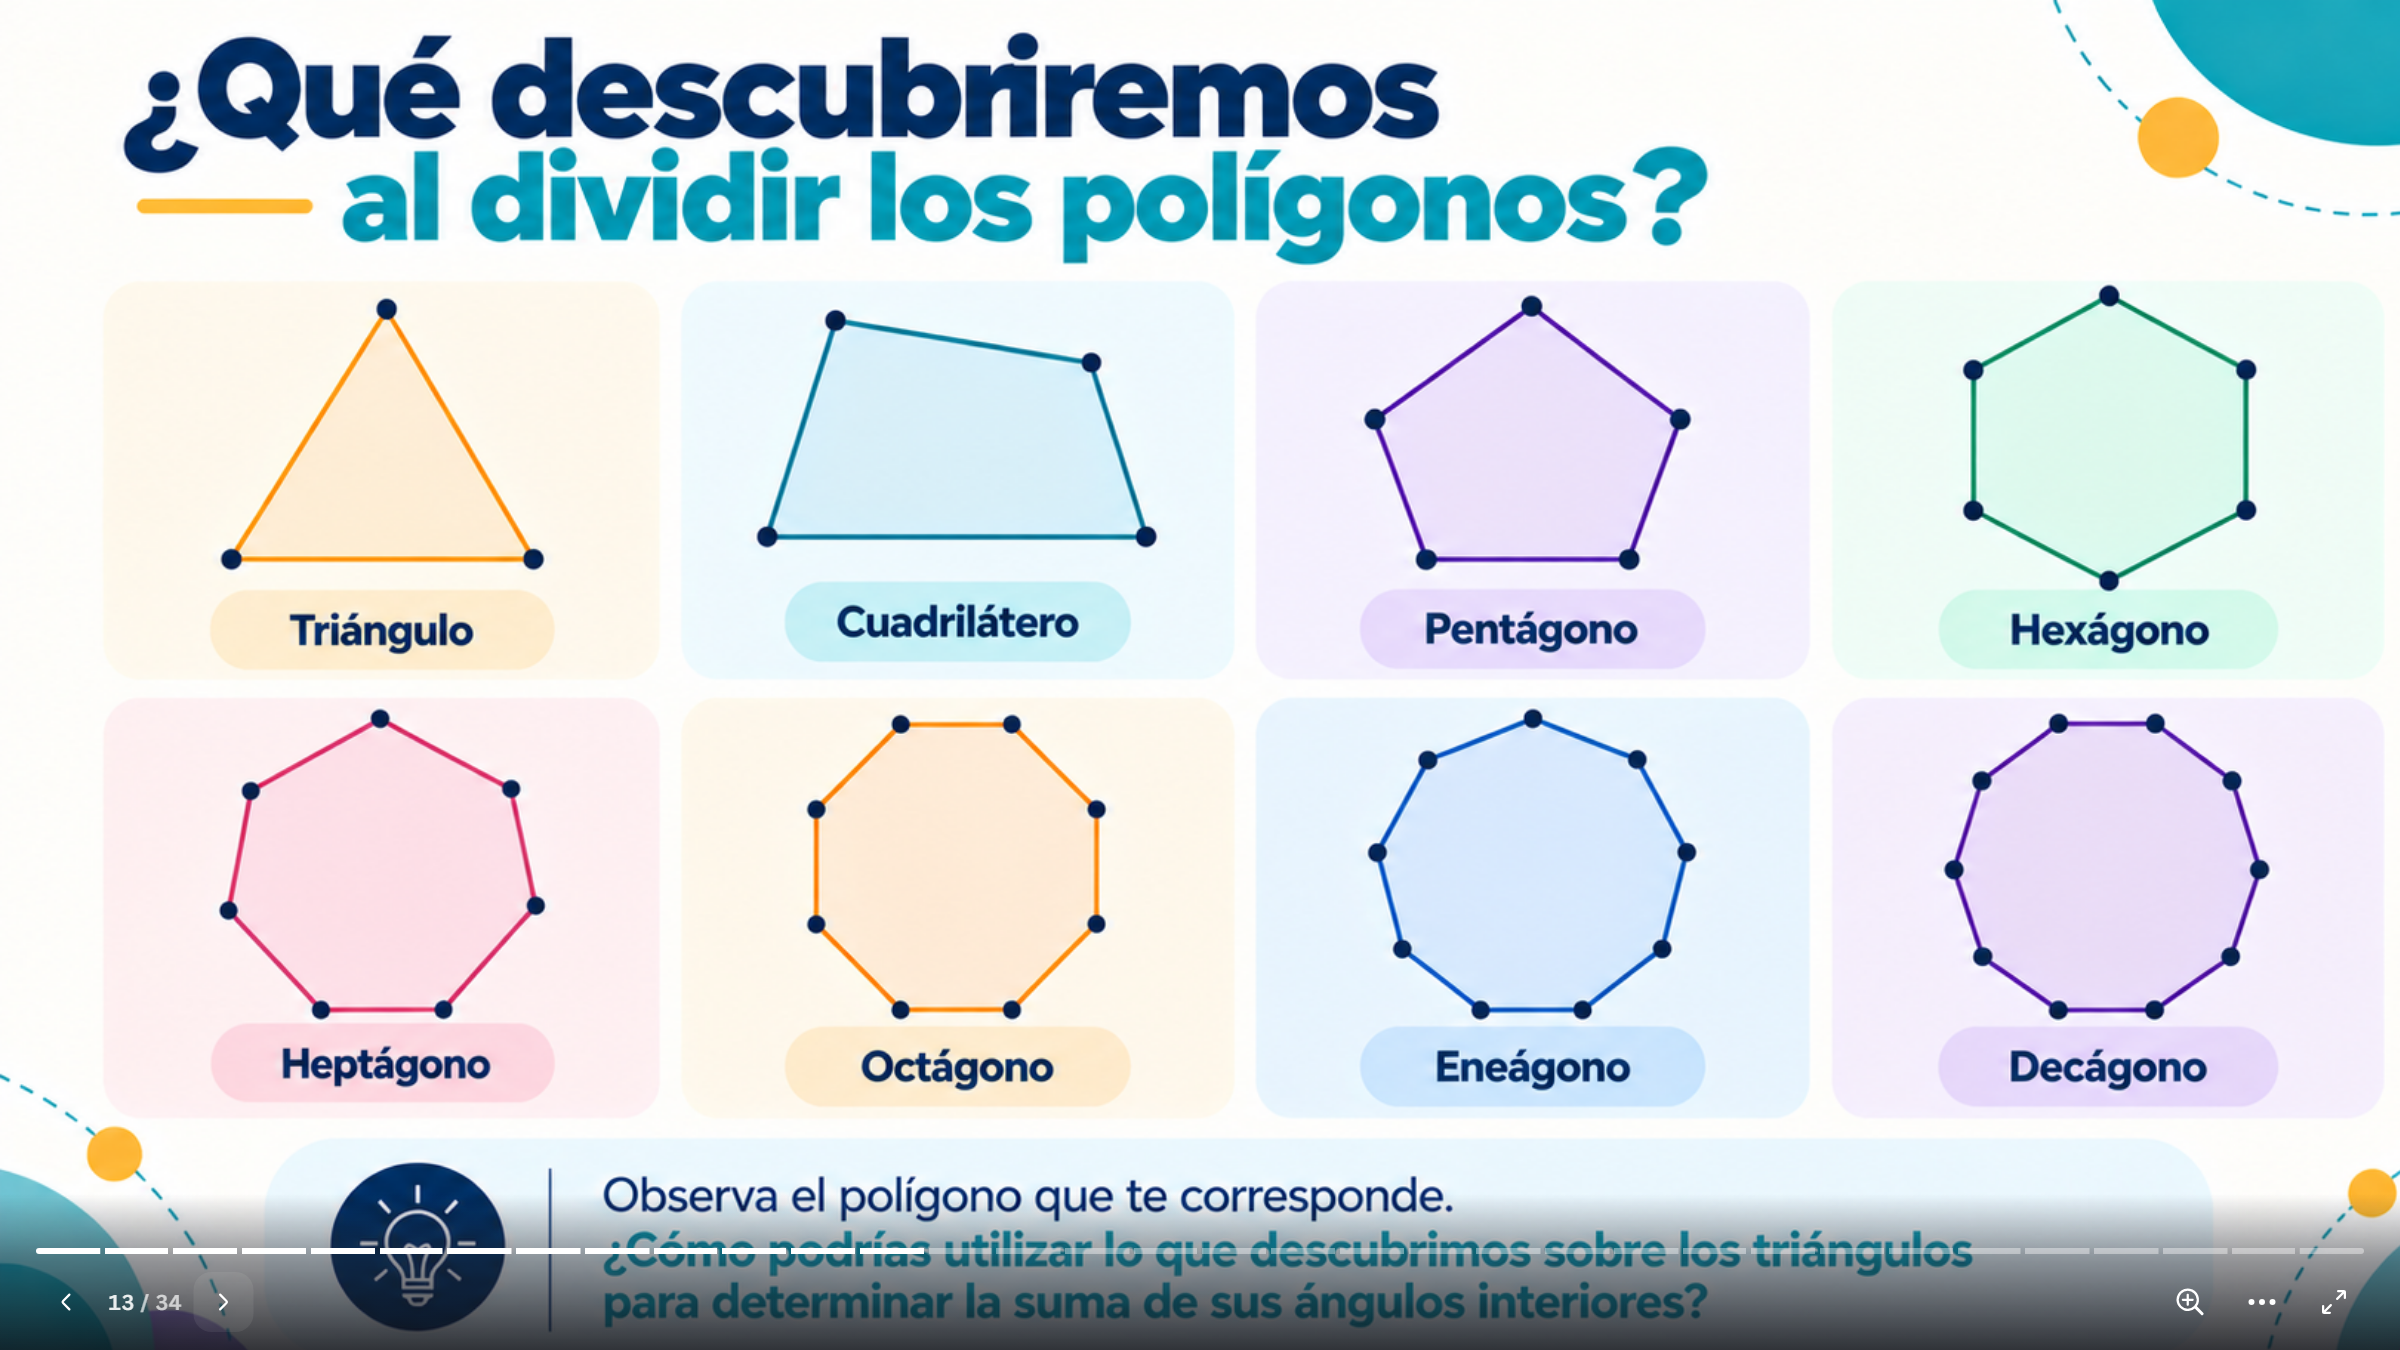 ¿Qué descubriremos
al dividir los polígonos?
Triángulo
Cuadrilátero
Pentágono
Hexágono
Heptágono
Octágono
Eneágono
Decágono
Observa el polígono que te corresponde.
¿Cómo podrías utilizar lo que descubrimos sobre los triángulos
para determinar la suma de sus ángulos interiores?
13 / 34